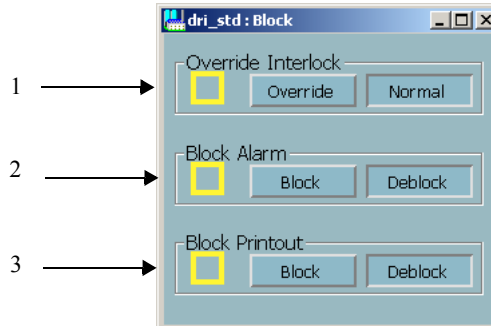 dri_std : Block
Override Interlock
1
Override Normal
Block Alarm
2
Block Deblock
Block Printout
3
Block Deblock